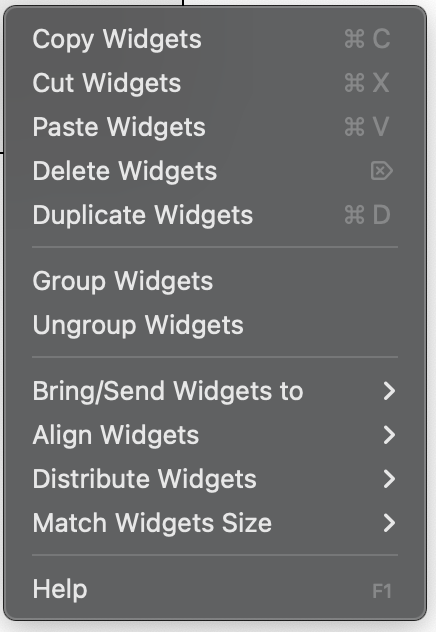 Copy Widgets ⌘ C
Cut Widgets ⌘ X
Paste Widgets ⌘ V
Delete Widgets ⌦
Duplicate Widgets ⌘ D
Group Widgets
Ungroup Widgets
Bring/Send Widgets to
Align Widgets
Distribute Widgets
Match Widgets Size
Help F1